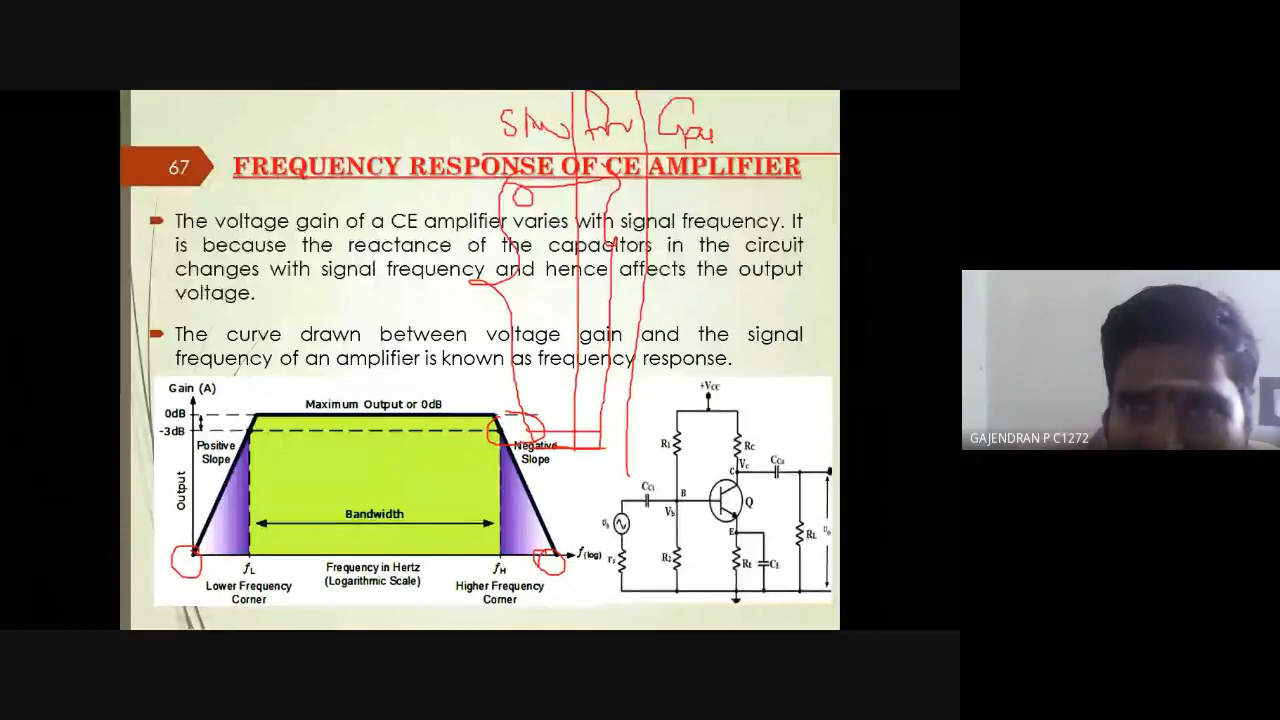 67
FREQUENCY RESPONSE OF CE AMPLIFIER
The voltage gain of a CE amplifier varies with signal frequency. It
is because the reactance of the capacitors in the circuit
changes with signal frequency and hence affects the output
voltage.
The curve drawn between voltage gain and the signal
frequency of an amplifier is known as frequency response.
Gain (A)
0dB
-3dB
Maximum Output or 0dB
Positive
Slope
Negative
Slope
Output
Bandwidth
fL
Frequency in Hertz
(Logarithmic Scale)
fH
f(log)
Lower Frequency
Corner
Higher Frequency
Corner
+VCC
R1
RC
C
Vc
B
Vb
Q
E
R2
RE
CE
RL
rs
GAJENDRAN P C1272